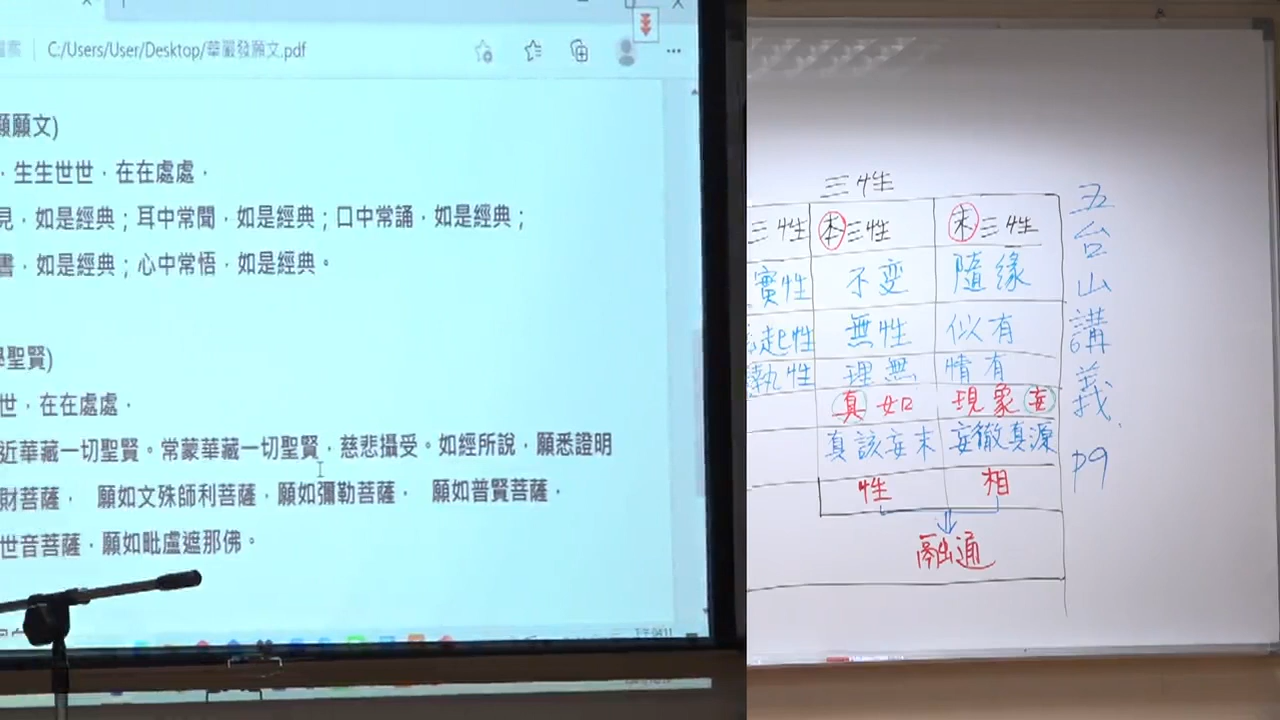 C:/Users/User/Desktop/華嚴發願文.pdf
願文)
，生生世世，在在處處，
見，如是經典；耳中常聞，如是經典；口中常誦，如是經典；
書，如是經典；心中常悟，如是經典。
學聖賢)
世，在在處處，
近華藏一切聖賢。常蒙華藏一切聖賢，慈悲攝受。如經所說，願悉證明
財菩薩， 願如文殊師利菩薩，願如彌勒菩薩， 願如普賢菩薩，
世音菩薩，願如毗盧遮那佛。
三性
三性 本三性 末三性
實性 不变 隨緣
起性 無性 似有
執性 理無 情有
真如 現象 妄
真該妄末 妄徹真源
性 相
融通
五台山講義 P9